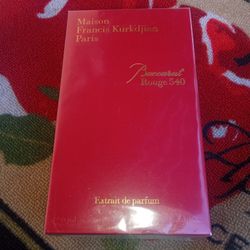 Maison
Francis Kurkdjian
Paris
Baccarat
Rouge 540
Extrait de parfum